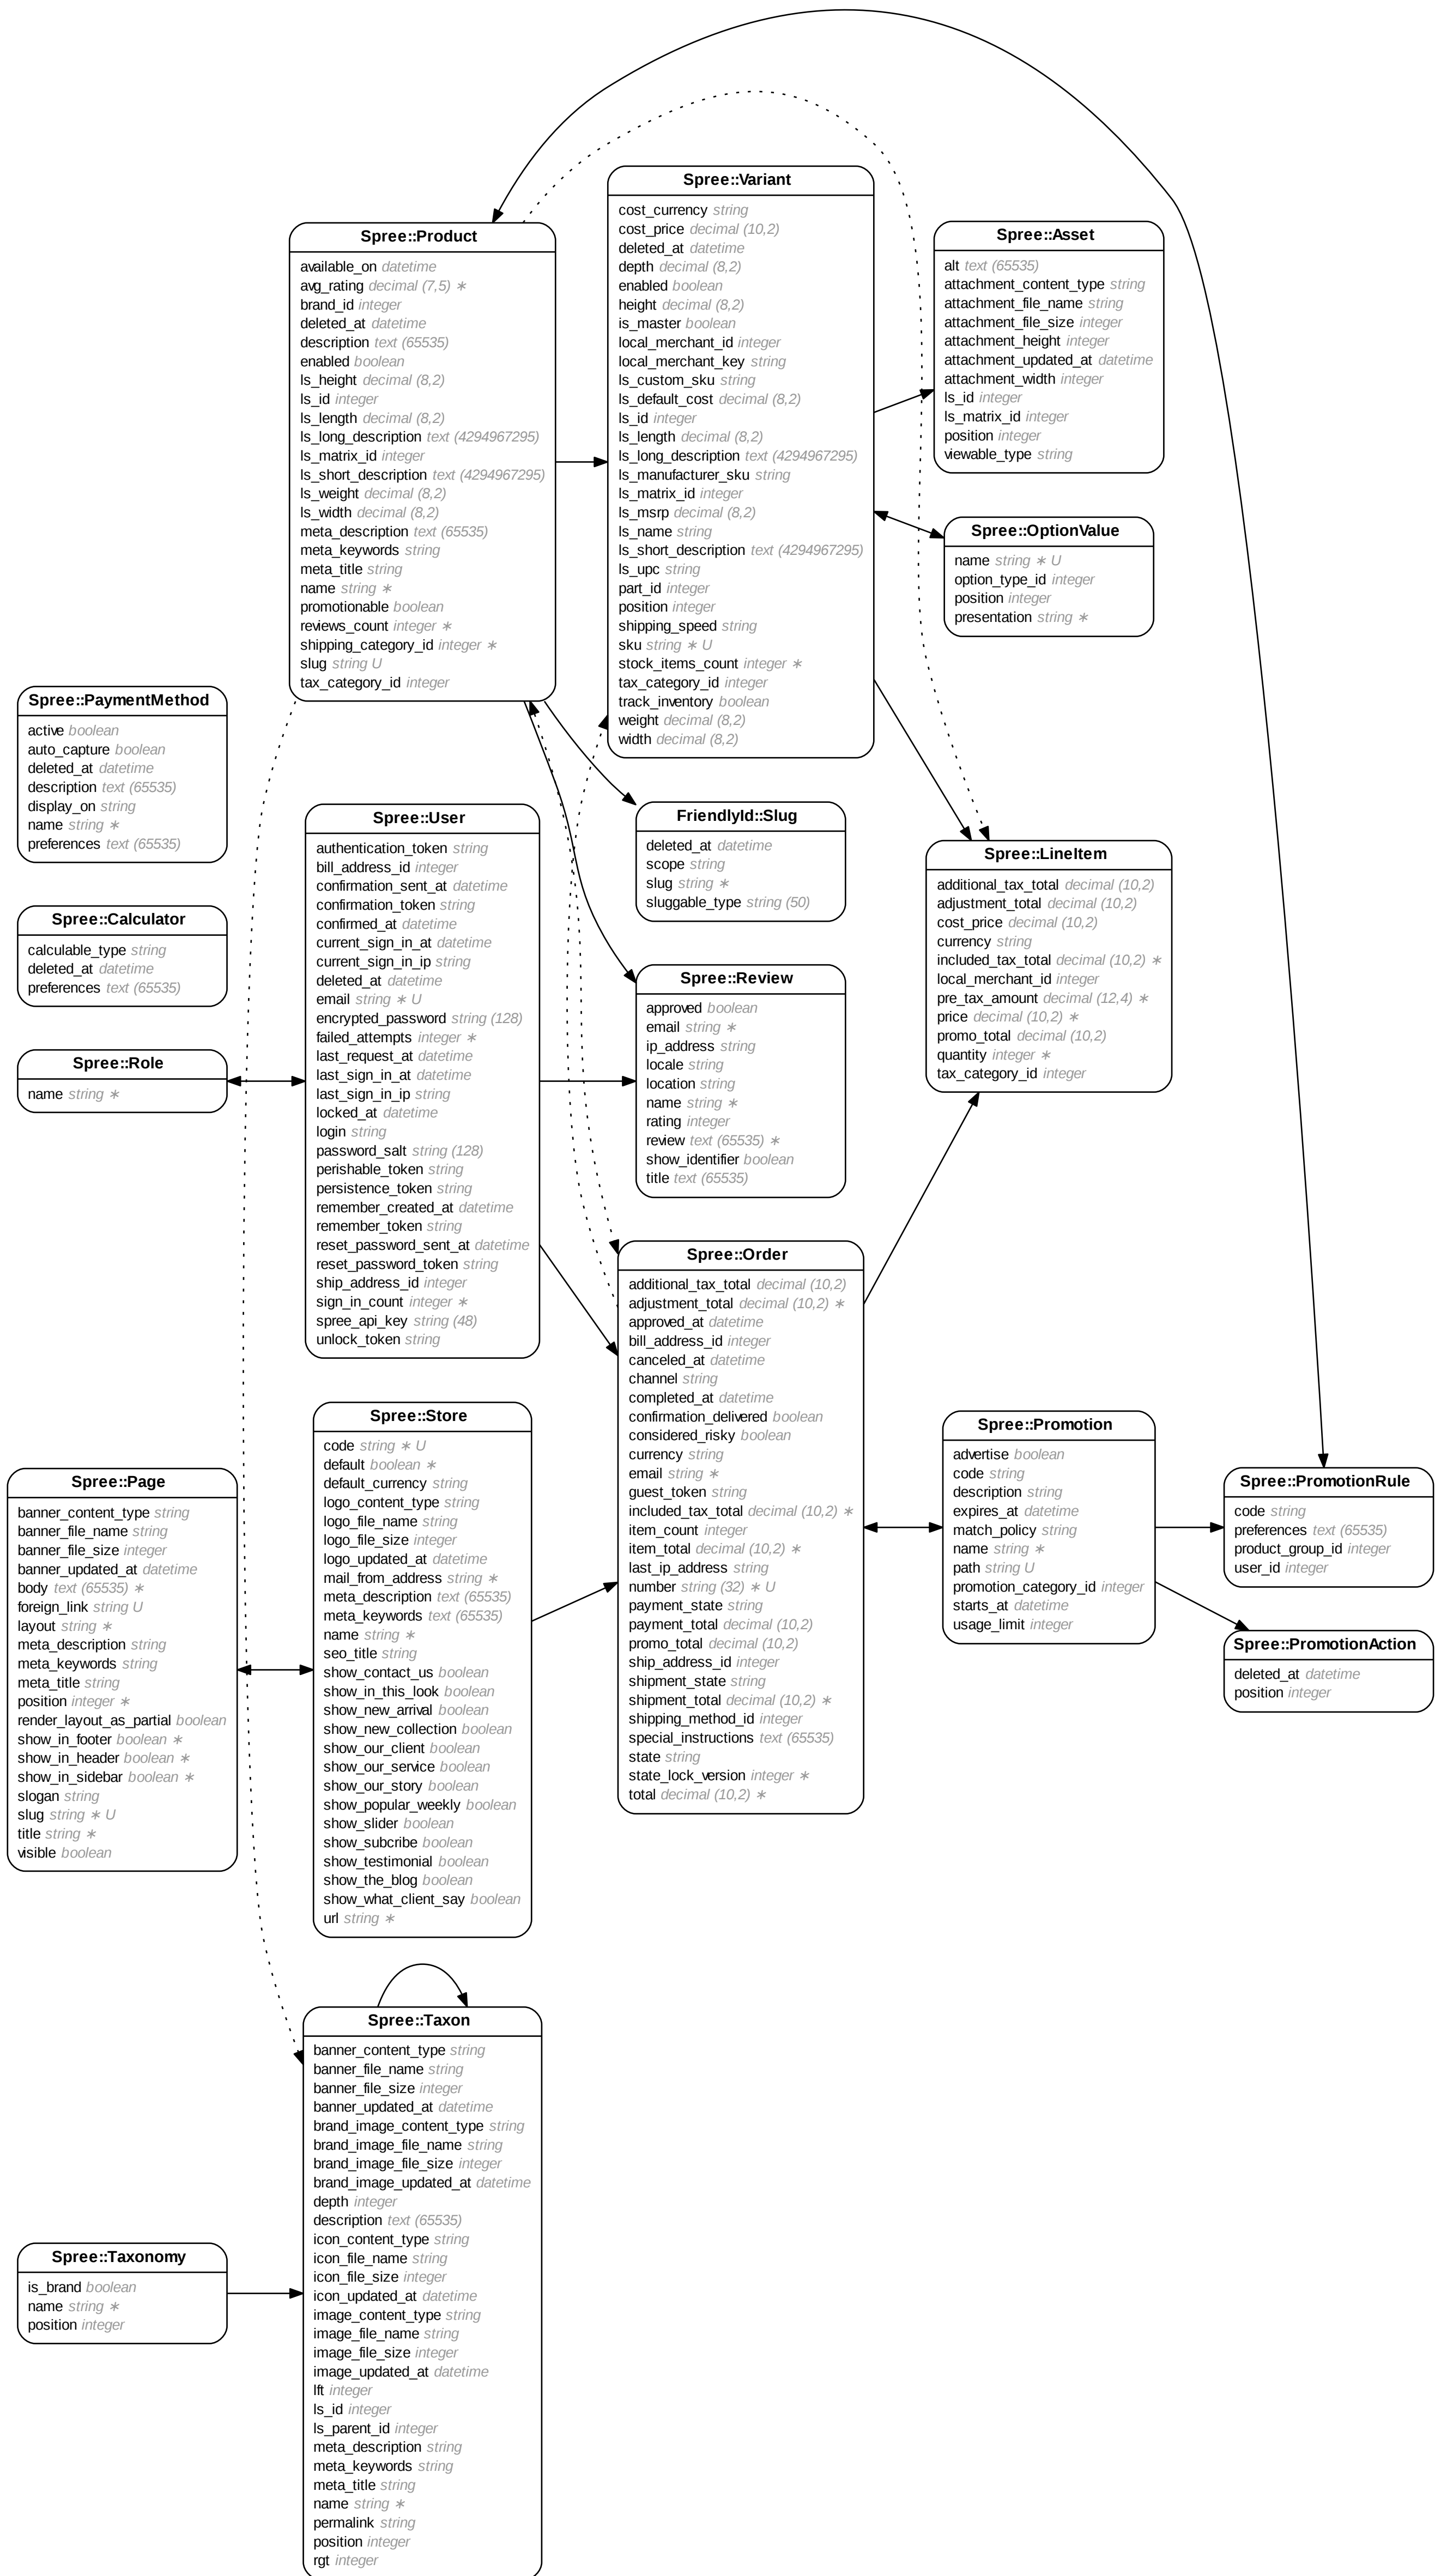 Spree::Variant
cost_currency string
cost_price decimal (10,2)
deleted_at datetime
depth decimal (8,2)
enabled boolean
height decimal (8,2)
is_master boolean
local_merchant_id integer
local_merchant_key string
ls_custom_sku string
ls_default_cost decimal (8,2)
ls_id integer
ls_length decimal (8,2)
ls_long_description text (4294967295)
ls_manufacturer_sku string
ls_matrix_id integer
ls_msrp decimal (8,2)
ls_name string
ls_short_description text (4294967295)
ls_upc string
part_id integer
position integer
shipping_speed string
sku string ∗ U
stock_items_count integer ∗
tax_category_id integer
track_inventory boolean
weight decimal (8,2)
width decimal (8,2)
Spree::Product
available_on datetime
avg_rating decimal (7,5) ∗
brand_id integer
deleted_at datetime
description text (65535)
enabled boolean
ls_height decimal (8,2)
ls_id integer
ls_length decimal (8,2)
ls_long_description text (4294967295)
ls_matrix_id integer
ls_short_description text (4294967295)
ls_weight decimal (8,2)
ls_width decimal (8,2)
meta_description text (65535)
meta_keywords string
meta_title string
name string ∗
promotionable boolean
reviews_count integer ∗
shipping_category_id integer ∗
slug string U
tax_category_id integer
Spree::Asset
alt text (65535)
attachment_content_type string
attachment_file_name string
attachment_file_size integer
attachment_height integer
attachment_updated_at datetime
attachment_width integer
ls_id integer
ls_matrix_id integer
position integer
viewable_type string
Spree::OptionValue
name string ∗ U
option_type_id integer
position integer
presentation string ∗
Spree::PaymentMethod
active boolean
auto_capture boolean
deleted_at datetime
description text (65535)
display_on string
name string ∗
preferences text (65535)
Spree::Calculator
calculable_type string
deleted_at datetime
preferences text (65535)
Spree::Role
name string ∗
Spree::User
authentication_token string
bill_address_id integer
confirmation_sent_at datetime
confirmation_token string
confirmed_at datetime
current_sign_in_at datetime
current_sign_in_ip string
deleted_at datetime
email string ∗ U
encrypted_password string (128)
failed_attempts integer ∗
last_request_at datetime
last_sign_in_at datetime
last_sign_in_ip string
locked_at datetime
login string
password_salt string (128)
perishable_token string
persistence_token string
remember_created_at datetime
remember_token string
reset_password_sent_at datetime
reset_password_token string
ship_address_id integer
sign_in_count integer ∗
spree_api_key string (48)
unlock_token string
FriendlyId::Slug
deleted_at datetime
scope string
slug string ∗
sluggable_type string (50)
Spree::Review
approved boolean
email string ∗
ip_address string
locale string
location string
name string ∗
rating integer
review text (65535) ∗
show_identifier boolean
title text (65535)
Spree::LineItem
additional_tax_total decimal (10,2)
adjustment_total decimal (10,2)
cost_price decimal (10,2)
currency string
included_tax_total decimal (10,2) ∗
local_merchant_id integer
pre_tax_amount decimal (12,4) ∗
price decimal (10,2) ∗
promo_total decimal (10,2)
quantity integer ∗
tax_category_id integer
Spree::Order
additional_tax_total decimal (10,2)
adjustment_total decimal (10,2) ∗
approved_at datetime
bill_address_id integer
canceled_at datetime
channel string
completed_at datetime
confirmation_delivered boolean
considered_risky boolean
currency string
email string ∗
guest_token string
included_tax_total decimal (10,2) ∗
item_count integer
item_total decimal (10,2) ∗
last_ip_address string
number string (32) ∗ U
payment_state string
payment_total decimal (10,2)
promo_total decimal (10,2)
ship_address_id integer
shipment_state string
shipment_total decimal (10,2) ∗
shipping_method_id integer
special_instructions text (65535)
state string
state_lock_version integer ∗
total decimal (10,2) ∗
Spree::Promotion
advertise boolean
code string
description string
expires_at datetime
match_policy string
name string ∗
path string U
promotion_category_id integer
starts_at datetime
usage_limit integer
Spree::PromotionRule
code string
preferences text (65535)
product_group_id integer
user_id integer
Spree::PromotionAction
deleted_at datetime
position integer
Spree::Page
banner_content_type string
banner_file_name string
banner_file_size integer
banner_updated_at datetime
body text (65535) ∗
foreign_link string U
layout string ∗
meta_description string
meta_keywords string
meta_title string
position integer ∗
render_layout_as_partial boolean
show_in_footer boolean ∗
show_in_header boolean ∗
show_in_sidebar boolean ∗
slogan string
slug string ∗ U
title string ∗
visible boolean
Spree::Store
code string ∗ U
default boolean ∗
default_currency string
logo_content_type string
logo_file_name string
logo_file_size integer
logo_updated_at datetime
mail_from_address string ∗
meta_description text (65535)
meta_keywords text (65535)
name string ∗
seo_title string
show_contact_us boolean
show_in_this_look boolean
show_new_arrival boolean
show_new_collection boolean
show_our_client boolean
show_our_service boolean
show_our_story boolean
show_popular_weekly boolean
show_slider boolean
show_subcribe boolean
show_testimonial boolean
show_the_blog boolean
show_what_client_say boolean
url string ∗
Spree::Taxonomy
is_brand boolean
name string ∗
position integer
Spree::Taxon
banner_content_type string
banner_file_name string
banner_file_size integer
banner_updated_at datetime
brand_image_content_type string
brand_image_file_name string
brand_image_file_size integer
brand_image_updated_at datetime
depth integer
description text (65535)
icon_content_type string
icon_file_name string
icon_file_size integer
icon_updated_at datetime
image_content_type string
image_file_name string
image_file_size integer
image_updated_at datetime
lft integer
ls_id integer
ls_parent_id integer
meta_description string
meta_keywords string
meta_title string
name string ∗
permalink string
position integer
rgt integer